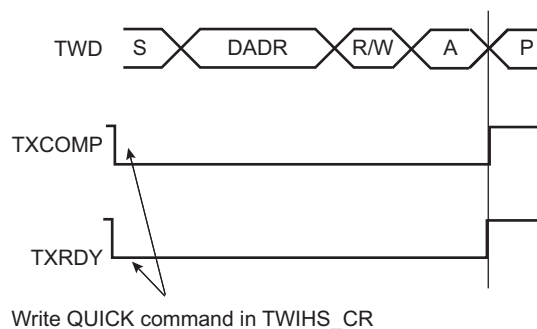 TWD S DADR R/W A P
TXCOMP
TXRDY
Write QUICK command in TWIHS_CR